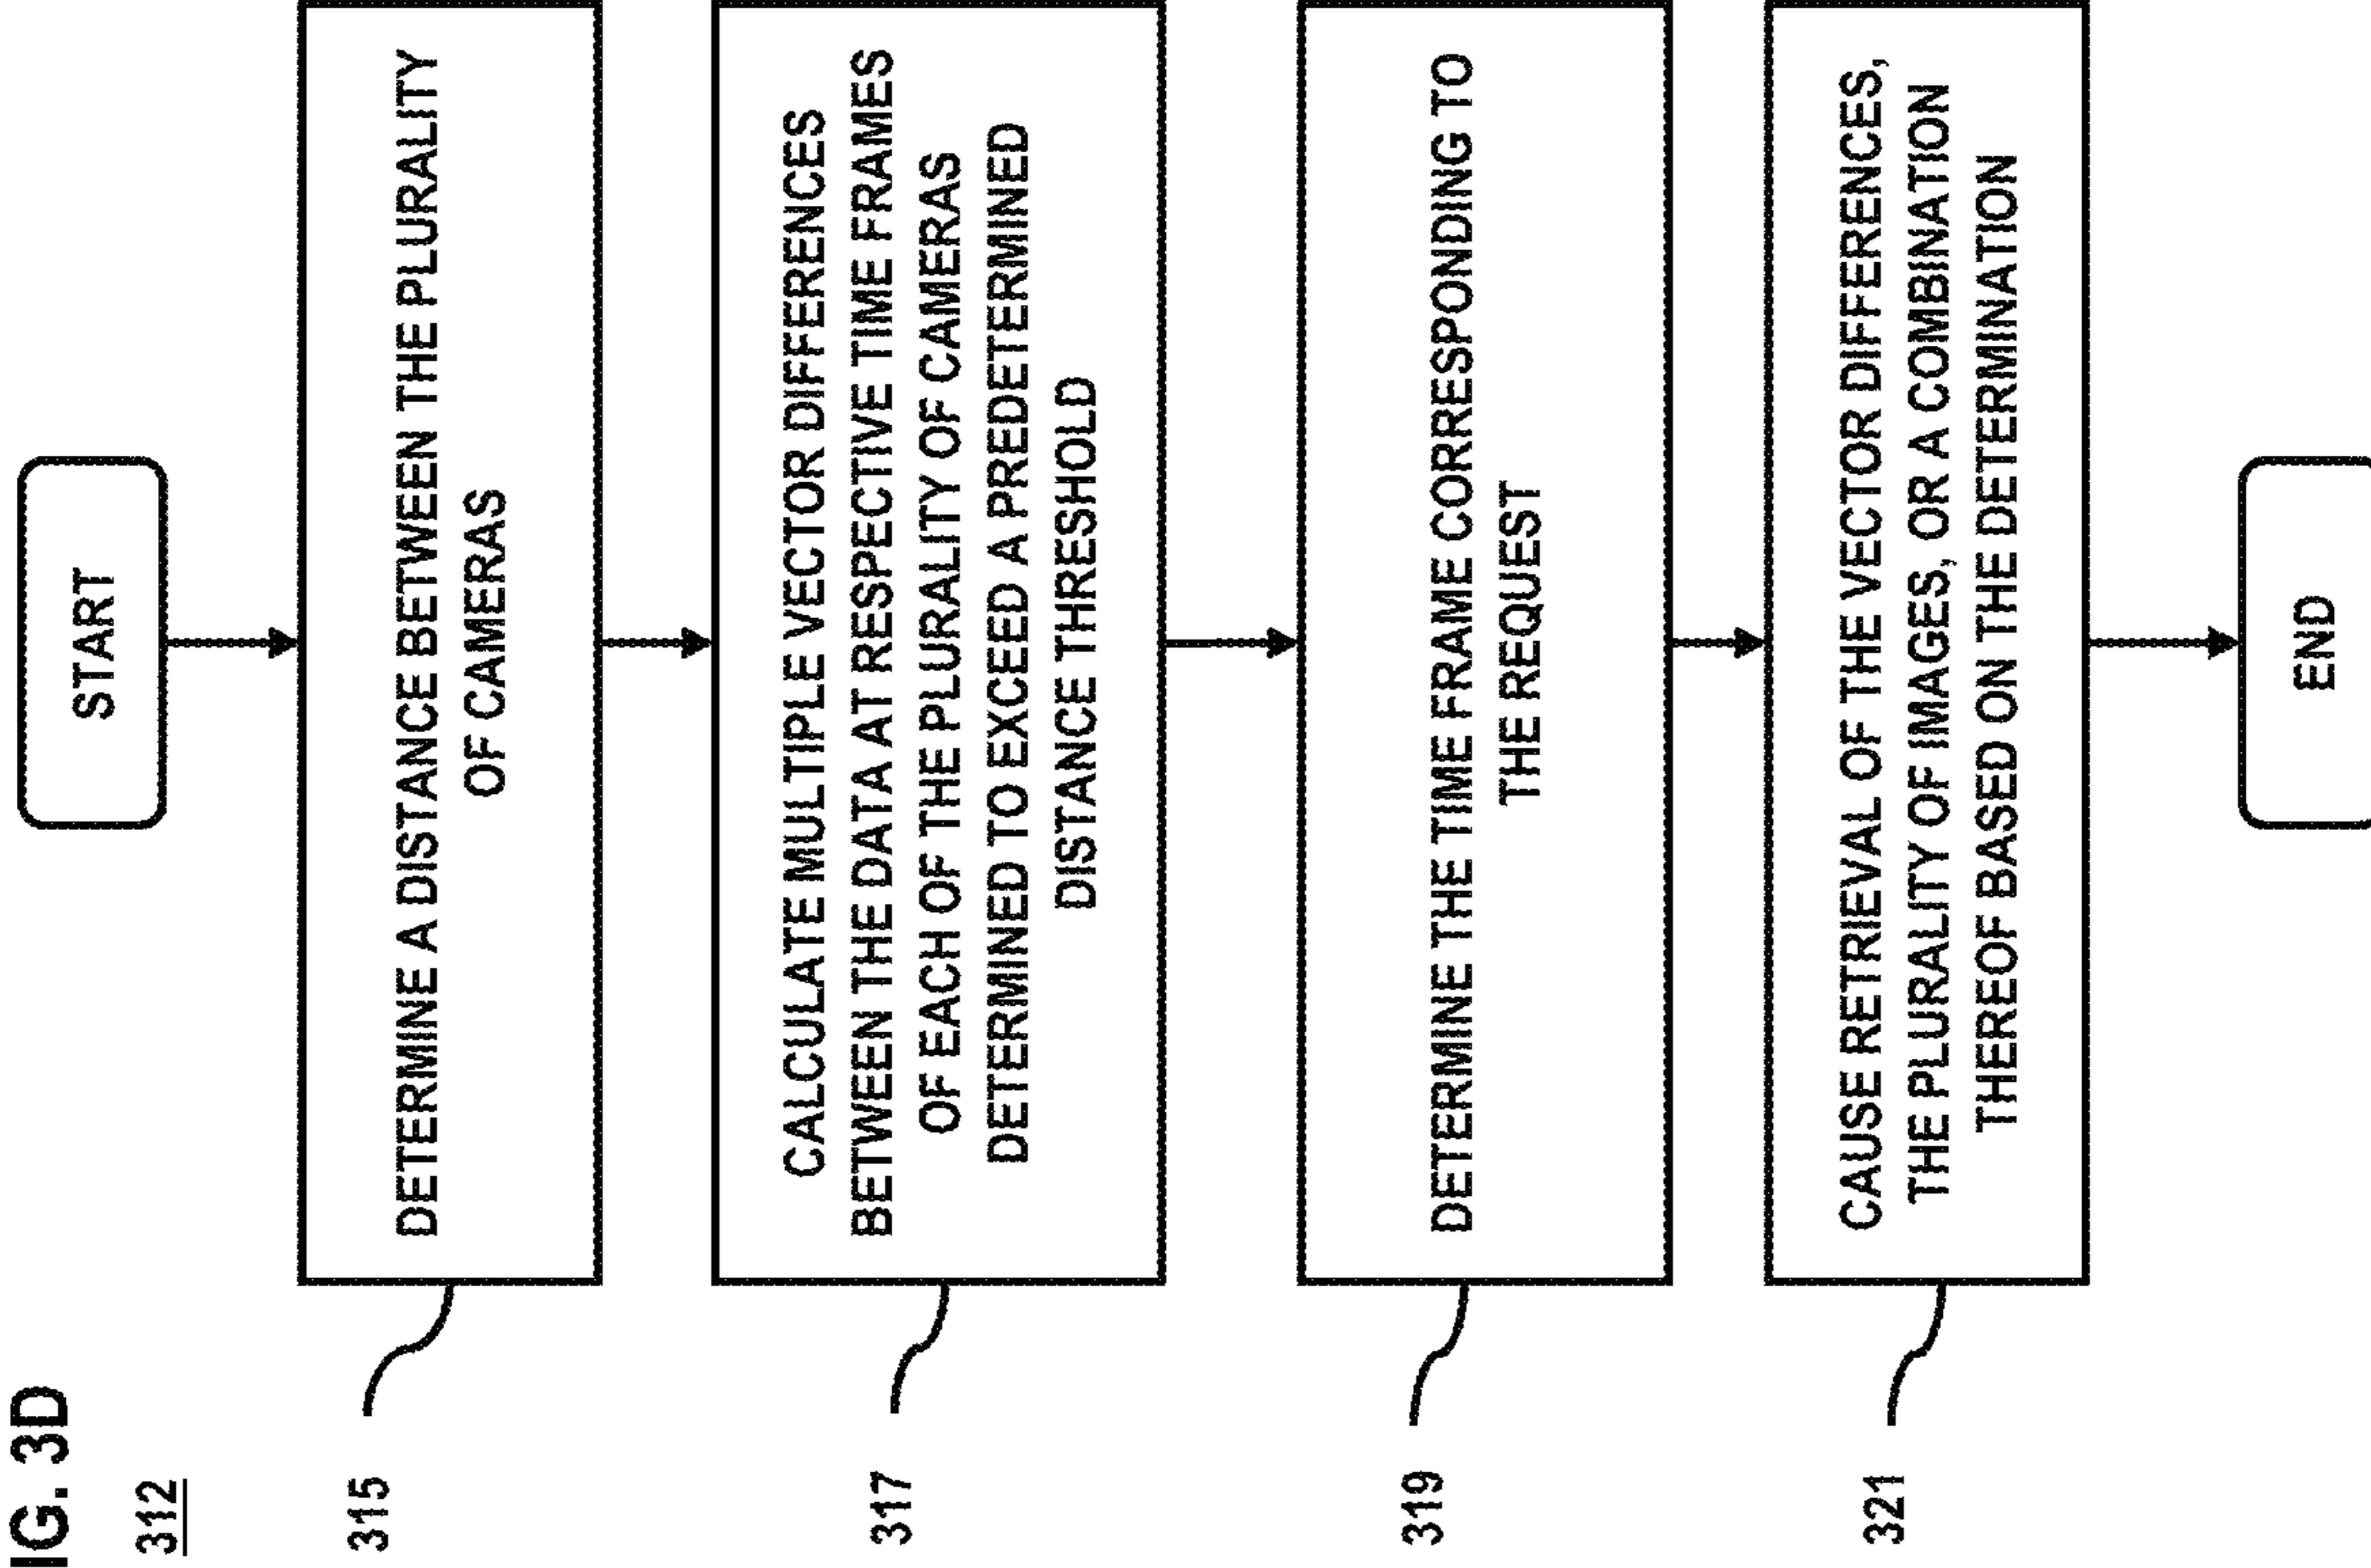 IG. 3D
312
START
315
DETERMINE A DISTANCE BETWEEN THE PLURALITY
OF CAMERAS
317
CALCULATE MULTIPLE VECTOR DIFFERENCES
BETWEEN THE DATA AT RESPECTIVE TIME FRAMES
OF EACH OF THE PLURALITY OF CAMERAS
DETERMINED TO EXCEED A PREDETERMINED
DISTANCE THRESHOLD
319
DETERMINE THE TIME FRAME CORRESPONDING TO
THE REQUEST
321
CAUSE RETRIEVAL OF THE VECTOR DIFFERENCES,
THE PLURALITY OF IMAGES, OR A COMBINATION
THEREOF BASED ON THE DETERMINATION
END